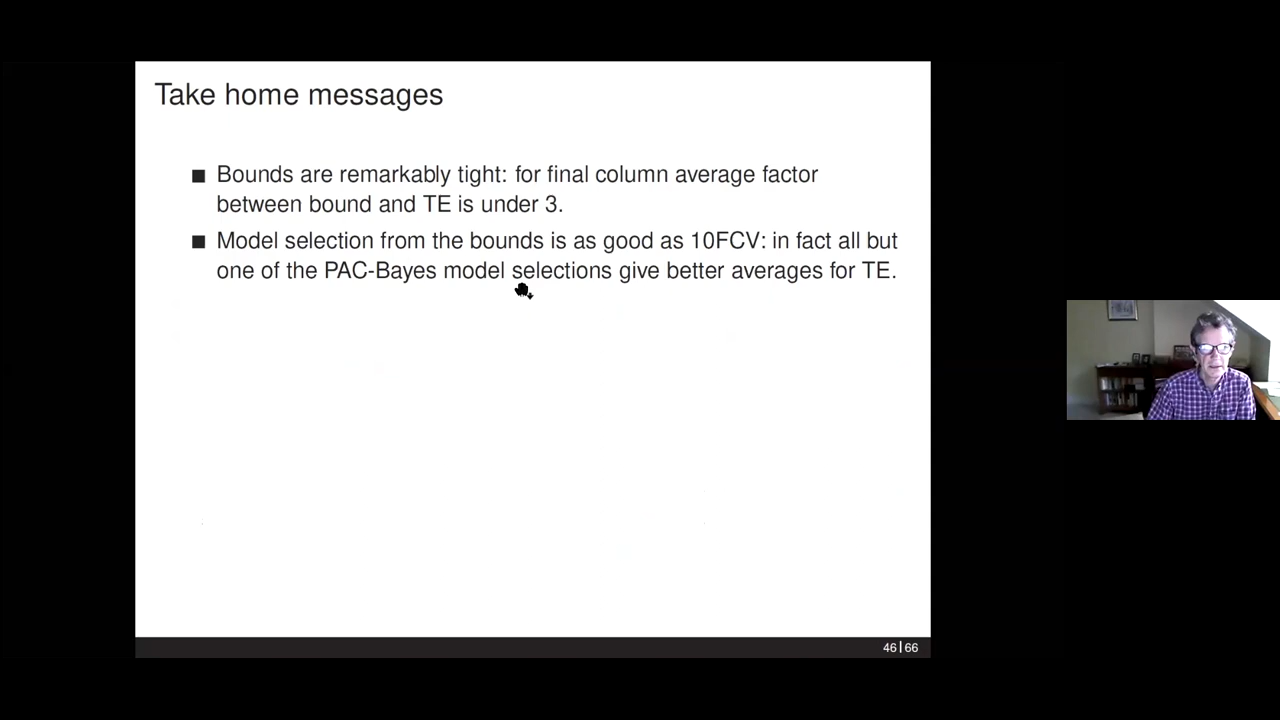 Take home messages
■ Bounds are remarkably tight: for final column average factor
between bound and TE is under 3.
■ Model selection from the bounds is as good as 10FCV: in fact all but
one of the PAC-Bayes model selections give better averages for TE.
46|66